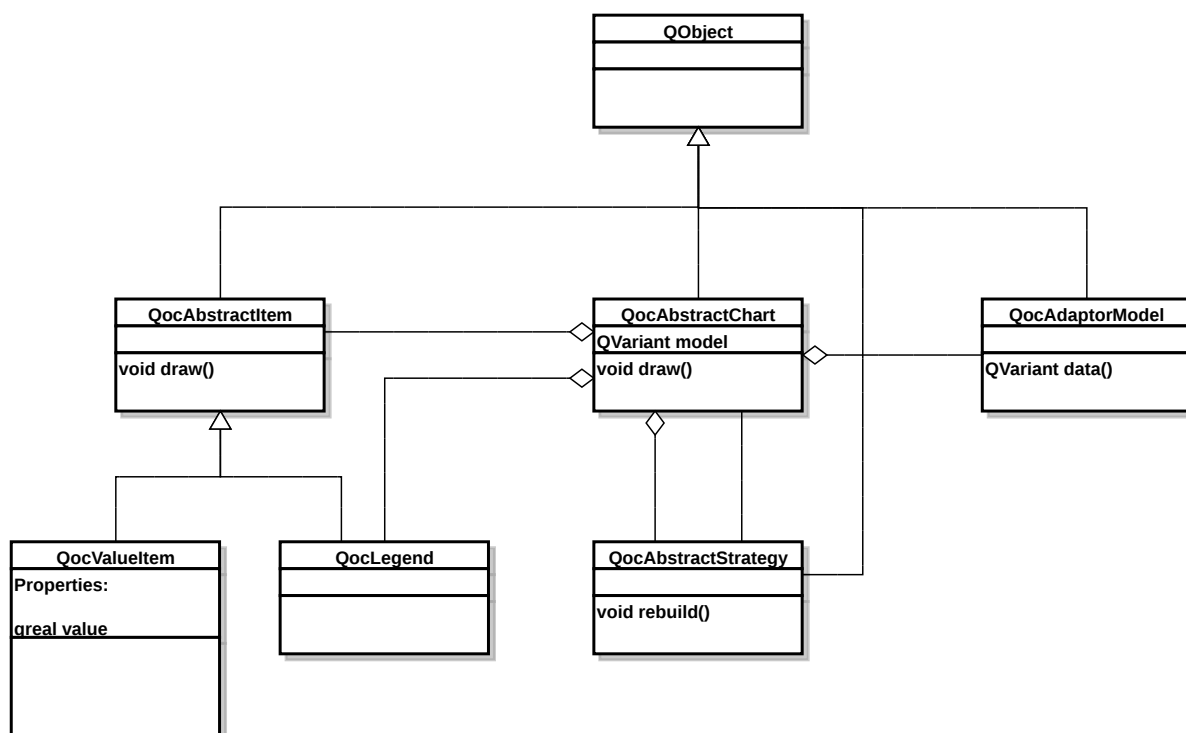 QObject
QocAbstractItem
void draw()
QocAbstractChart
QVariant model
void draw()
QocAdaptorModel
QVariant data()
QocValueItem
Properties:
qreal value
QocLegend
QocAbstractStrategy
void rebuild()